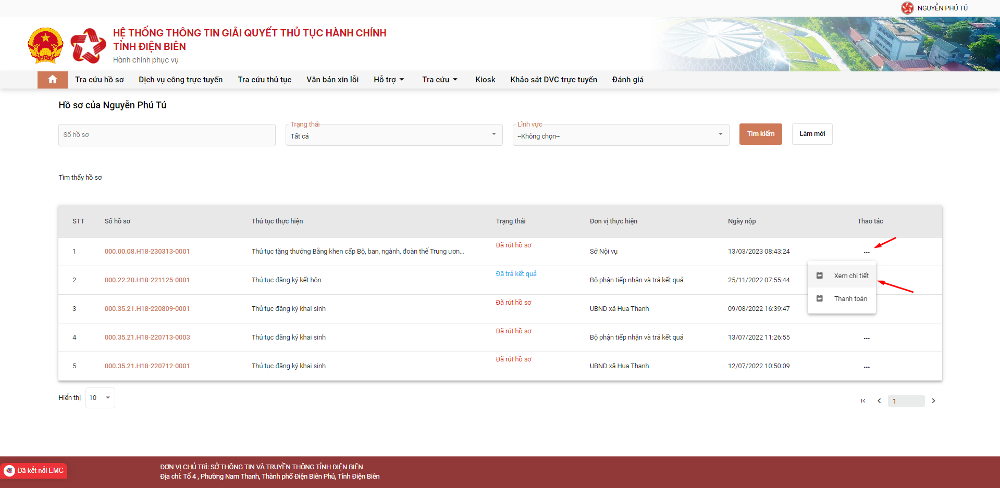 NGUYỄN PHÚ TÚ
HỆ THỐNG THÔNG TIN GIẢI QUYẾT THỦ TỤC HÀNH CHÍNH
TỈNH ĐIỆN BIÊN
Hành chính phục vụ
Tra cứu hồ sơ Dịch vụ công trực tuyến Tra cứu thủ tục Văn bản xin lỗi Hỗ trợ Tra cứu Kiosk Khảo sát DVC trực tuyến Đánh giá
Hồ sơ của Nguyễn Phú Tú
Trạng thái Lĩnh vực
Số hồ sơ Tất cả --Không chọn-- Tìm kiếm Làm mới
Tìm thấy hồ sơ
STT Số hồ sơ Thủ tục thực hiện Trạng thái Đơn vị thực hiện Ngày nộp Thao tác
1 000.00.08.H18-230313-0001 Thủ tục tặng thưởng Bằng khen cấp Bộ, ban, ngành, đoàn thể Trung ươn... Đã rút hồ sơ Sở Nội vụ 13/03/2023 08:43:24 ...
Xem chi tiết
2 000.22.20.H18-221125-0001 Thủ tục đăng ký kết hôn Đã trả kết quả Bộ phận tiếp nhận và trả kết quả 25/11/2022 07:55:44
Thanh toán
3 000.35.21.H18-220809-0001 Thủ tục đăng ký khai sinh Đã rút hồ sơ UBND xã Hua Thanh 09/08/2022 16:39:47
4 000.35.21.H18-220713-0003 Thủ tục đăng ký khai sinh Đã rút hồ sơ Bộ phận tiếp nhận và trả kết quả 13/07/2022 11:26:55 ...
5 000.35.21.H18-220712-0001 Thủ tục đăng ký khai sinh Đã rút hồ sơ UBND xã Hua Thanh 12/07/2022 10:50:09 ...
Hiển thị 10 1
Đã kết nối EMC
ĐƠN VỊ CHỦ TRÌ: SỞ THÔNG TIN VÀ TRUYỀN THÔNG TỈNH ĐIỆN BIÊN
Địa chỉ: Tổ 4 , Phường Nam Thanh, Thành phố Điện Biên Phủ, Tỉnh Điện Biên